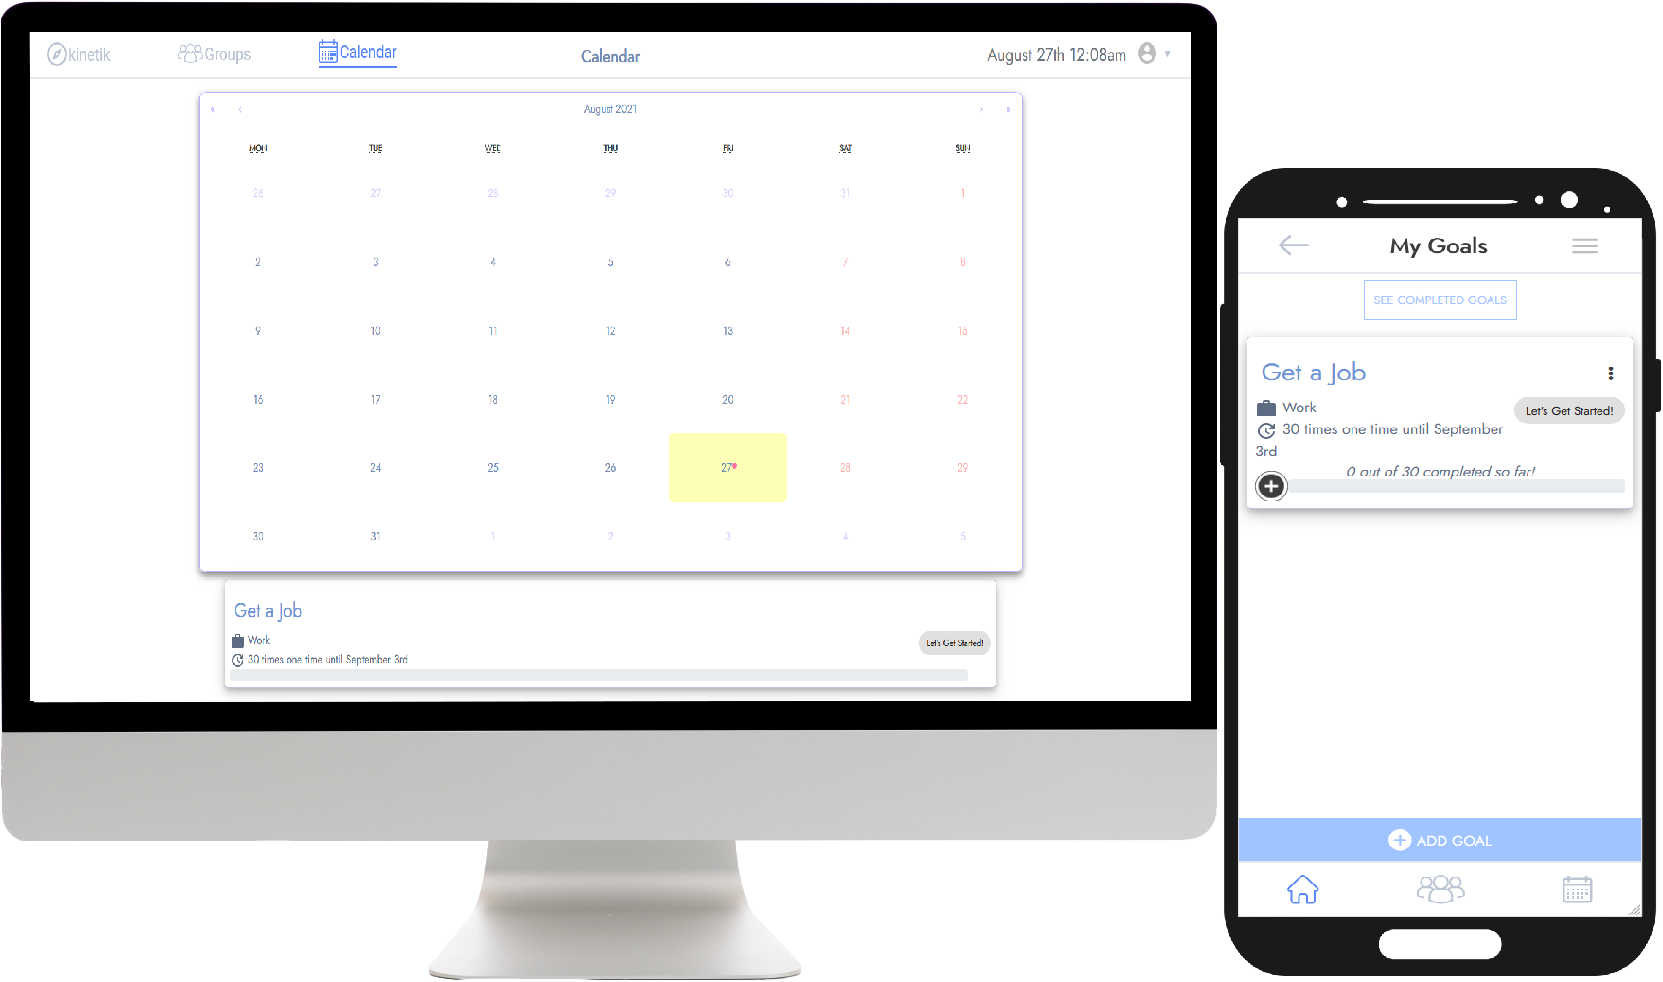 kinetik Groups Calendar Calendar August 27th 12:08am
« ‹ August 2021 › »
MON TUE WED THU FRI SAT SUN
26 27 28 29 30 31 1
2 3 4 5 6 7 8
9 10 11 12 13 14 15
16 17 18 19 20 21 22
23 24 25 26 27 28 29
30 31 1 2 3 4 5
Get a Job
Work
Let's Get Started!
30 times one time until September 3rd
My Goals
SEE COMPLETED GOALS
Get a Job
Work
Let's Get Started!
30 times one time until September
3rd
0 out of 30 completed so far!
ADD GOAL